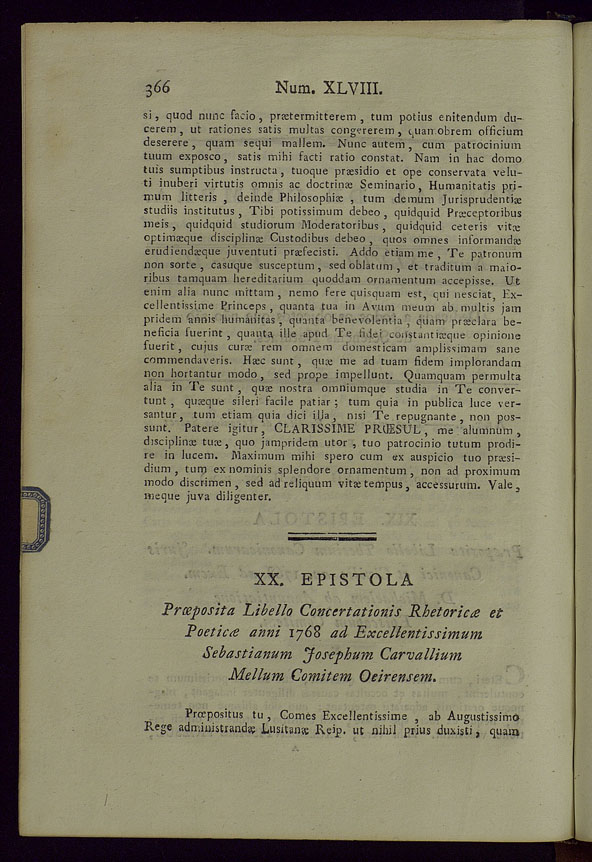 366 Num. XLVIII.
si, quod nunc facio, prætermitterem, tum potius enitendum du-
cerem, ut rationes satis multas congererem, quan obrem officium
deserere, quam sequi mallem. Nunc autem, cum patrocinium
tuum exposco, satis mihi facti ratio constat. Nam in hac domo
tuis sumptibus instructa, tuoque præsidio et ope conservata velu-
ti inuberi virtutis omnis ac doctrinæ Seminario, Humanitatis pri-
mum litteris, deinde Philosophiæ, tum demum Jurisprudentiæ
studiis institutus, Tibi potissimum debeo, quidquid Præceptoribus
meis, quidquid studiorum Moderatoribus, quidquid ceteris vitæ
optimæque disciplinæ Custodibus debeo, quos omnes informandæ
erudiendæque juventuti præfecisti. Addo etiam me, Te patronum
non sorte, casuque susceptum, sed oblatum, et traditum a maio-
ribus tamquam hereditarium quoddam ornamentum accepisse. Ut
enim alia nunc mittam, nemo fere quisquam est, qui nesciat, Ex-
cellentissime Princeps, quanta tua in Avum meum ab multis jam
pridem annis humanitas, quanta benevolentia, quam præclara be-
neficia fuerint, quanta ille apud Te fidei constantiæque opinione
fuerit, cujus curæ rem omnem domesticam amplissimam sane
commendaveris. Hæc sunt, quæ me ad tuam fidem implorandam
non hortantur modo, sed prope impellunt. Quamquam permulta
alia in Te sunt, quæ nostra omniumque studia in Te conver-
tunt, quæque sileri facile patiar; tum quia in publica luce ver-
santur, tum etiam quia dici illa, nisi Te repugnante, non pos-
sunt. Patere igitur, CLARISSIME PRŒSUL, me alumnum,
disciplinæ tuæ, quo jampridem utor, tuo patrocinio tutum prodi-
re in lucem. Maximum mihi spero cum ex auspicio tuo præsi-
dium, tum ex nominis splendore ornamentum, non ad proximum
modo discrimen, sed ad reliquum vitæ tempus, accessurum. Vale,
meque juva diligenter.
XX. EPISTOLA
Præposita Libello Concertationis Rhetoricæ et
Poeticæ anni 1768 ad Excellentissimum
Sebastianum Josephum Carvallium
Mellum Comitem Oeirensem.
Præpositus tu, Comes Excellentissime, ab Augustissimo
Rege administrandæ Lusitanæ Reip. ut nihil prius duxisti, quam